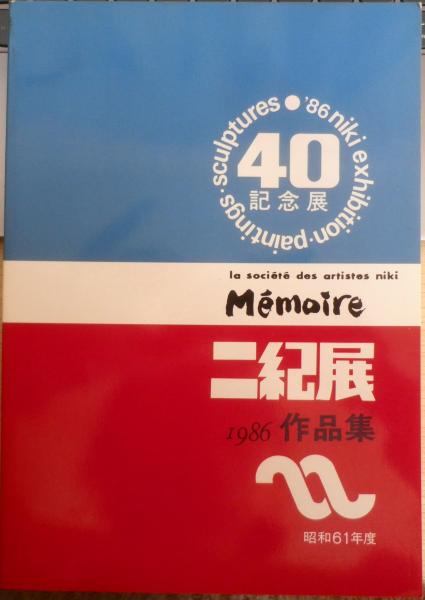 '86 niki exhibition・paintings・sculptures
40
記念展
la société des artistes niki
Mémoire
二紀展
1986 作品集
昭和61年度